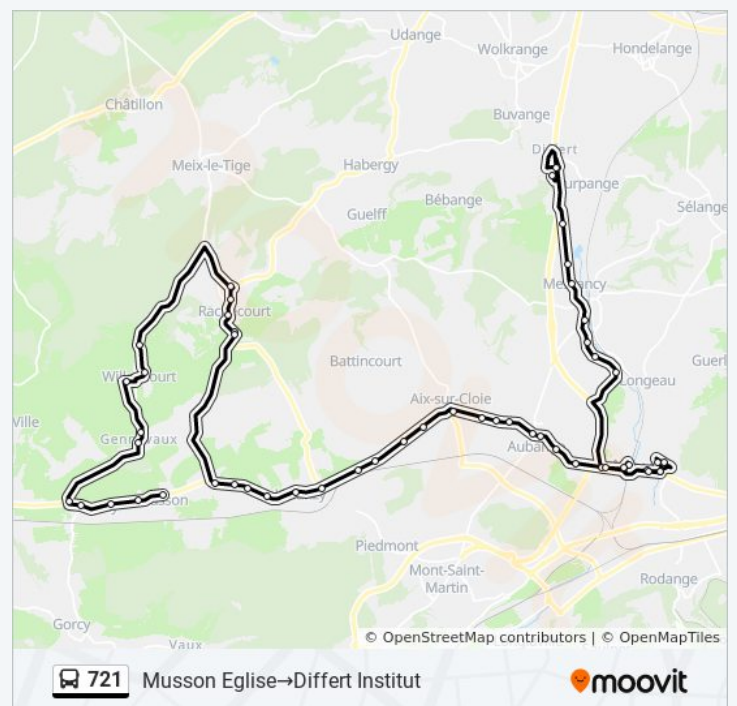 Udange
Wolkrange
Hondelange
Châtillon
Buvange
Meix-le-Tige
Habergy
Sélange
Guelff
Bébange
Battincourt
Aix-sur-Cloie
Longeau
Ville
Piedmont
Mont-Saint-
Martin
Rodange
Gorcy
Vaux
© OpenStreetMap contributors | © OpenMapTiles
721
Musson Eglise→Differt Institut
moovit